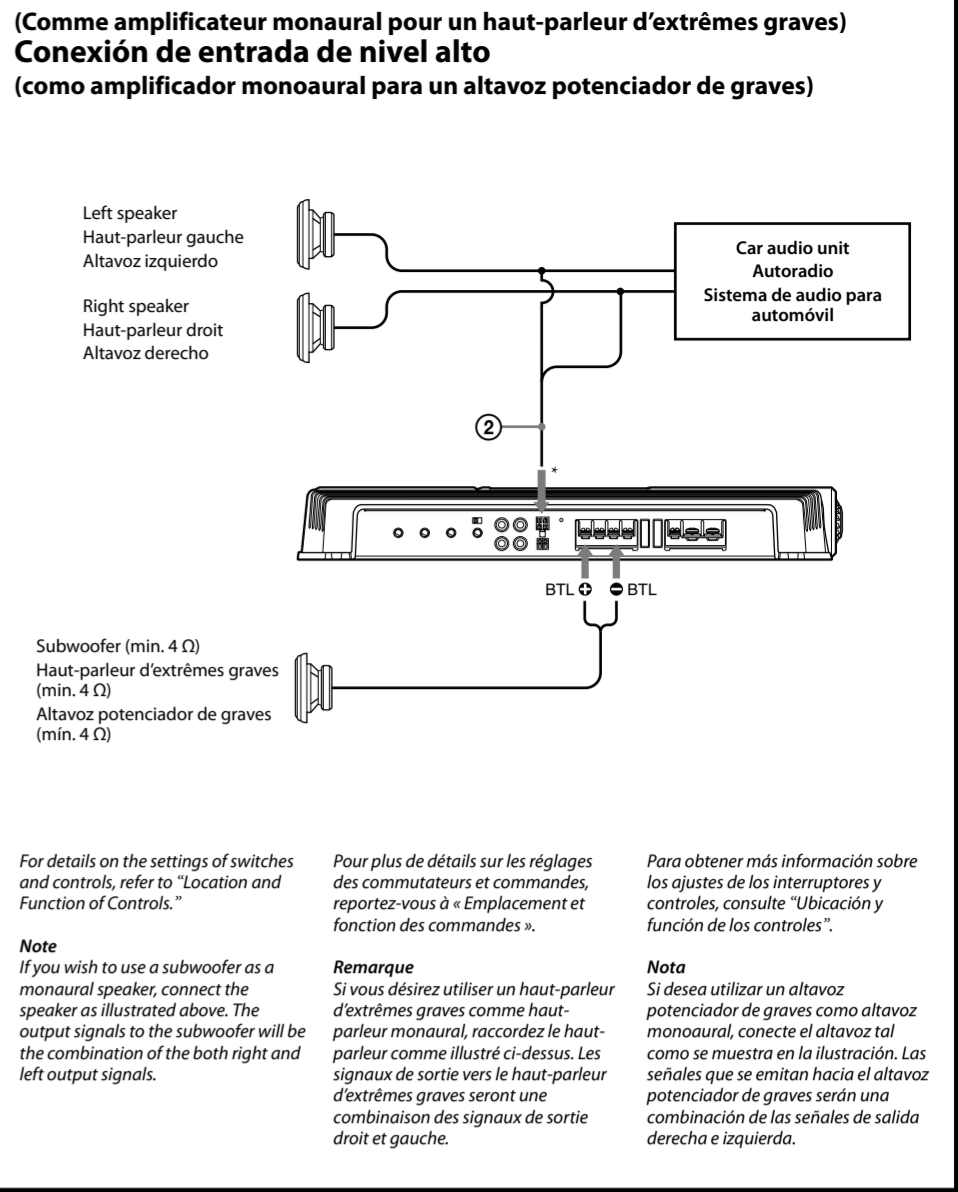 (Comme amplificateur monaural pour un haut-parleur d’extrêmes graves)
Conexión de entrada de nivel alto
(como amplificador monoaural para un altavoz potenciador de graves)
Left speaker
Haut-parleur gauche
Altavoz izquierdo
Right speaker
Haut-parleur droit
Altavoz derecho
Car audio unit
Autoradio
Sistema de audio para
automóvil
2
*
BTL + − BTL
Subwoofer (min. 4 Ω)
Haut-parleur d’extrêmes graves
(min. 4 Ω)
Altavoz potenciador de graves
(mín. 4 Ω)
For details on the settings of switches
and controls, refer to “Location and
Function of Controls.”
Note
If you wish to use a subwoofer as a
monaural speaker, connect the
speaker as illustrated above. The
output signals to the subwoofer will be
the combination of the both right and
left output signals.
Pour plus de détails sur les réglages
des commutateurs et commandes,
reportez-vous à « Emplacement et
fonction des commandes ».
Remarque
Si vous désirez utiliser un haut-parleur
d’extrêmes graves comme haut-
parleur monaural, raccordez le haut-
parleur comme illustré ci-dessus. Les
signaux de sortie vers le haut-parleur
d’extrêmes graves seront une
combinaison des signaux de sortie
droit et gauche.
Para obtener más información sobre
los ajustes de los interruptores y
controles, consulte “Ubicación y
función de los controles”.
Nota
Si desea utilizar un altavoz
potenciador de graves como altavoz
monoaural, conecte el altavoz tal
como se muestra en la ilustración. Las
señales que se emitan hacia el altavoz
potenciador de graves serán una
combinación de las señales de salida
derecha e izquierda.